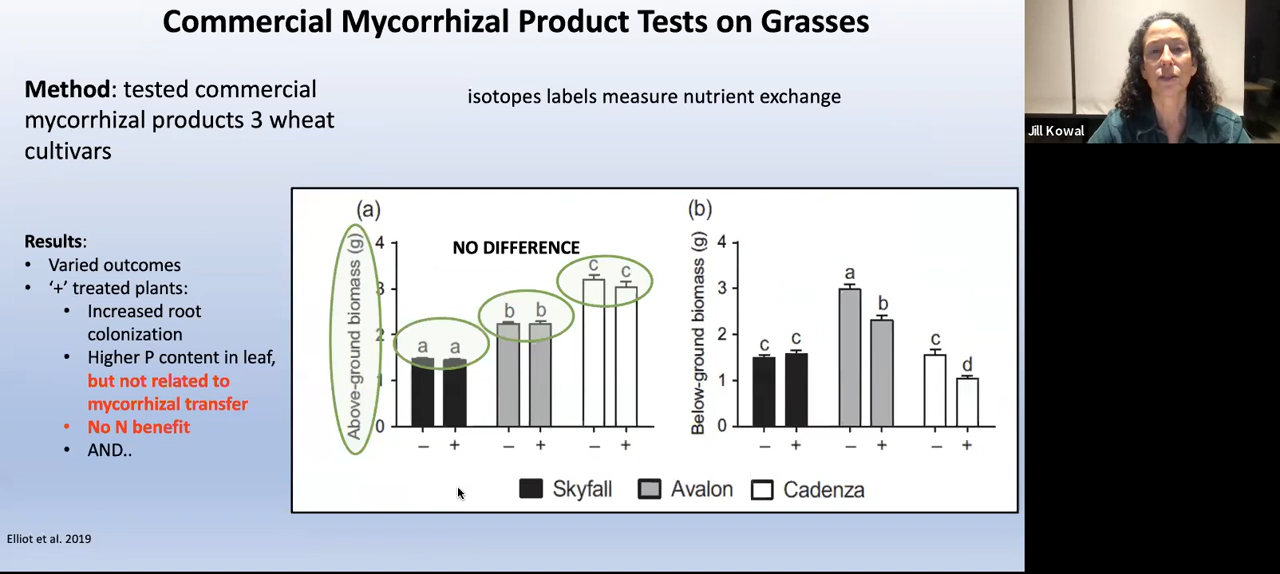 Commercial Mycorrhizal Product Tests on Grasses
Method: tested commercial
mycorrhizal products 3 wheat
cultivars
isotopes labels measure nutrient exchange
Jill Kowal
Results:
• Varied outcomes
• ‘+’ treated plants:
• Increased root
colonization
• Higher P content in leaf,
but not related to
mycorrhizal transfer
• No N benefit
• AND..
(a)
NO DIFFERENCE
Above-ground biomass (g)
4
3
2
1
0
a a b b c c
– + – + – +
(b)
Below-ground biomass (g)
4
3
2
1
0
c c a b c d
– + – + – +
Skyfall Avalon Cadenza
Elliot et al. 2019